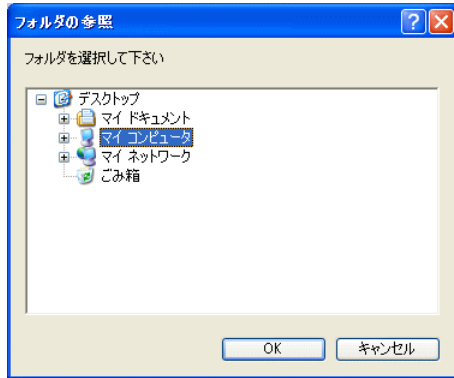 フォルダの参照
フォルダを選択して下さい
デスクトップ
マイ ドキュメント
マイ コンピュータ
マイ ネットワーク
ごみ箱
OK
キャンセル